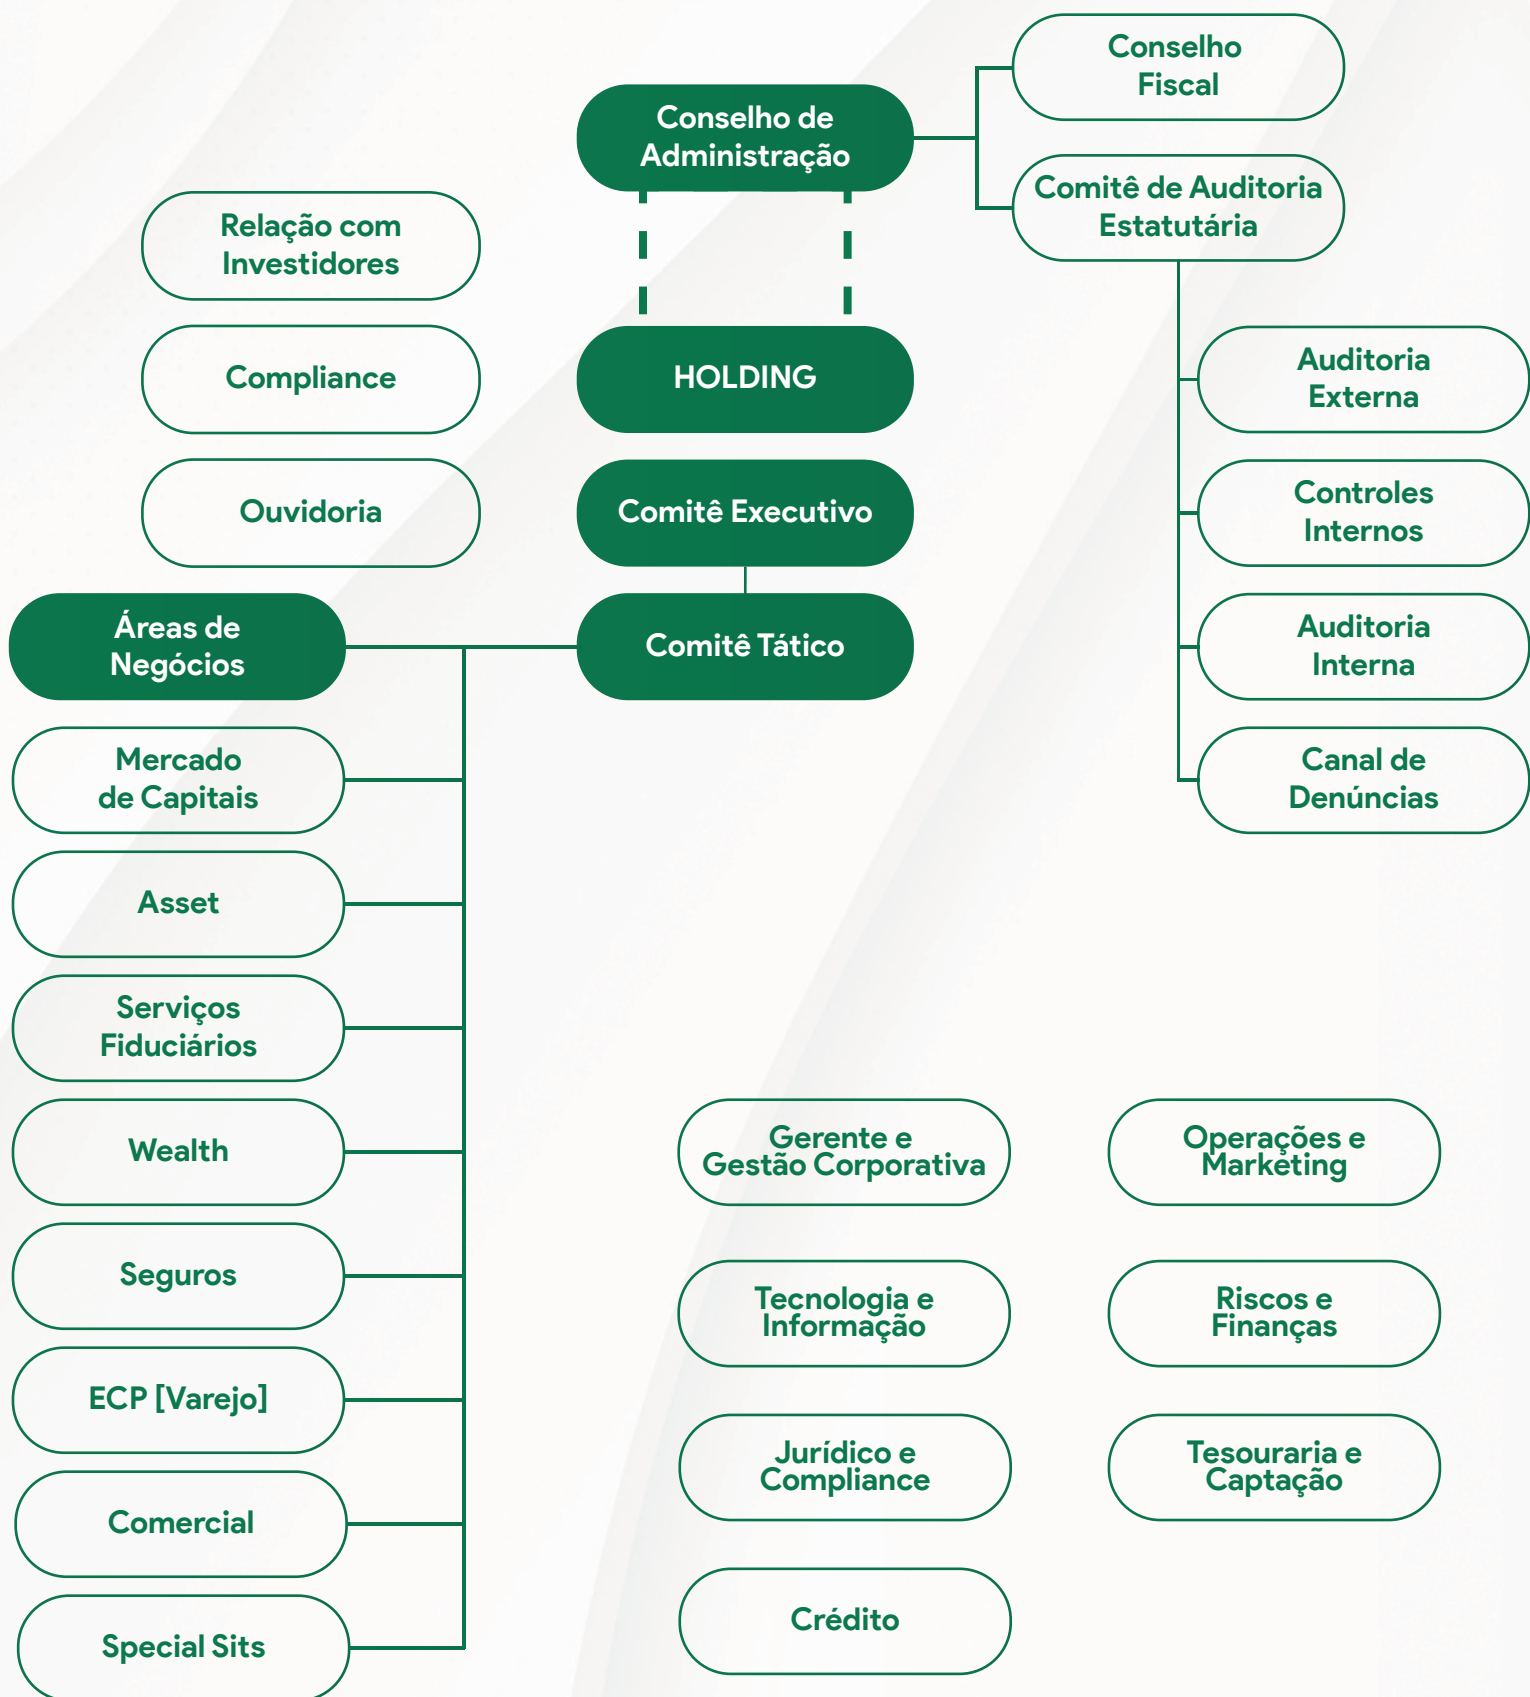 Conselho
Fiscal
Conselho de
Administração
Comitê de Auditoria
Estatutária
Relação com
Investidores
Compliance
Ouvidoria
HOLDING
Comitê Executivo
Comitê Tático
Auditoria
Externa
Controles
Internos
Auditoria
Interna
Canal de
Denúncias
Áreas de
Negócios
Mercado
de Capitais
Asset
Serviços
Fiduciários
Wealth
Seguros
ECP [Varejo]
Comercial
Special Sits
Gerente e
Gestão Corporativa
Operações e
Marketing
Tecnologia e
Informação
Riscos e
Finanças
Jurídico e
Compliance
Tesouraria e
Captação
Crédito